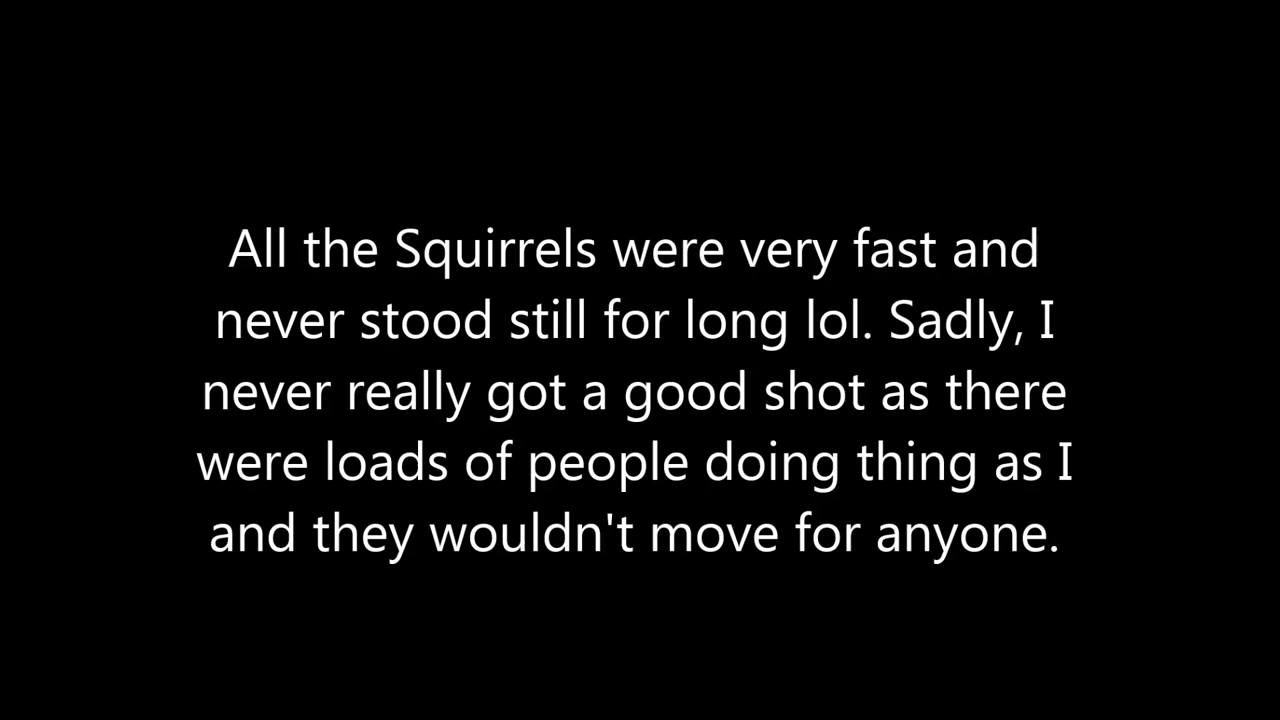 All the Squirrels were very fast and
never stood still for long lol. Sadly, I
never really got a good shot as there
were loads of people doing thing as I
and they wouldn't move for anyone.